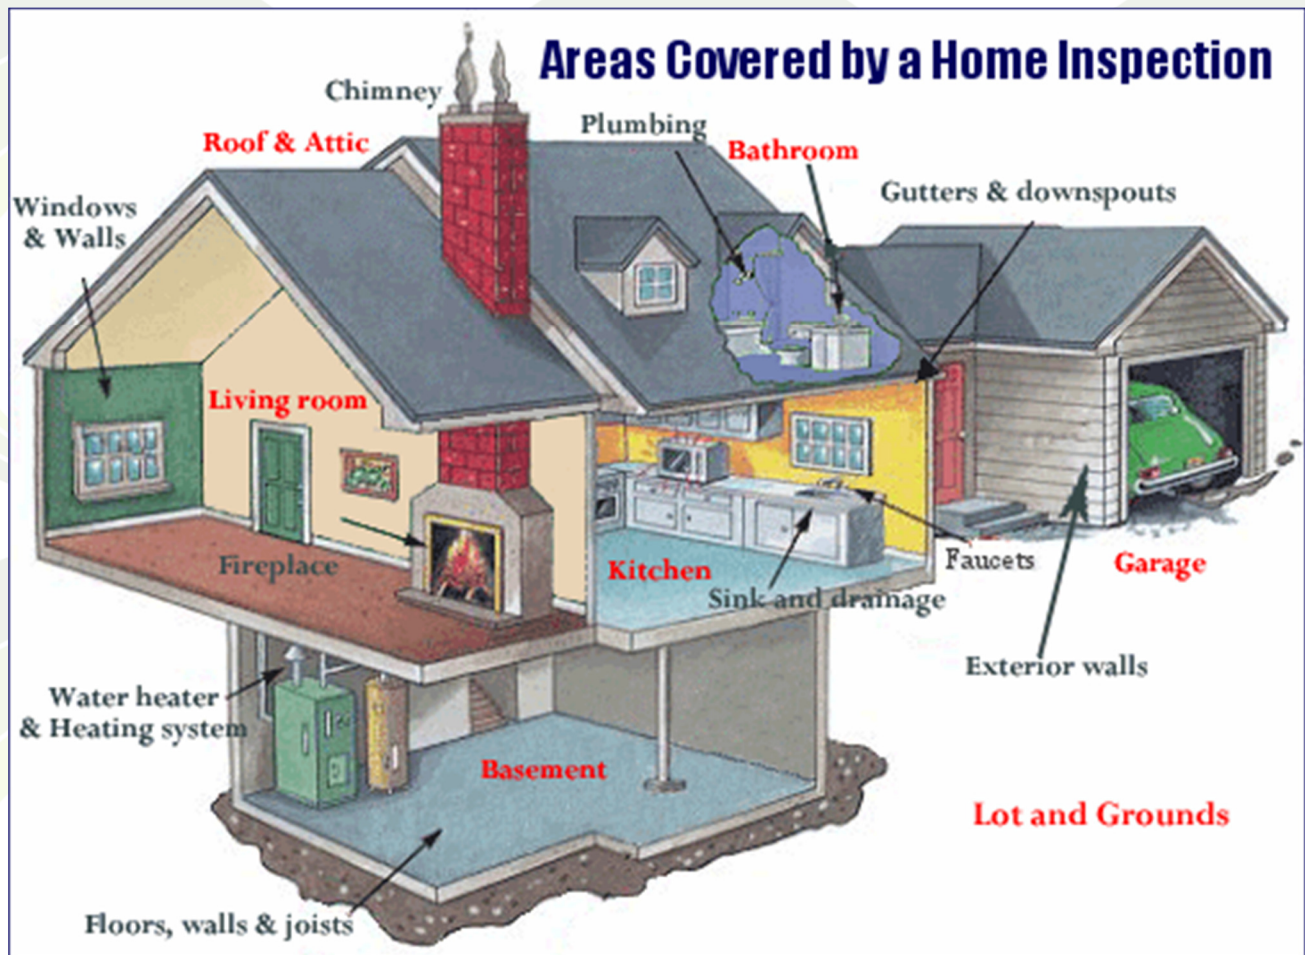 Areas Covered by a Home Inspection
Chimney
Plumbing
Roof & Attic
Bathroom
Gutters & downspouts
Windows
& Walls
Living room
Fireplace
Kitchen
Faucets
Garage
Sink and drainage
Exterior walls
Water heater
& Heating system
Basement
Lot and Grounds
Floors, walls & joists